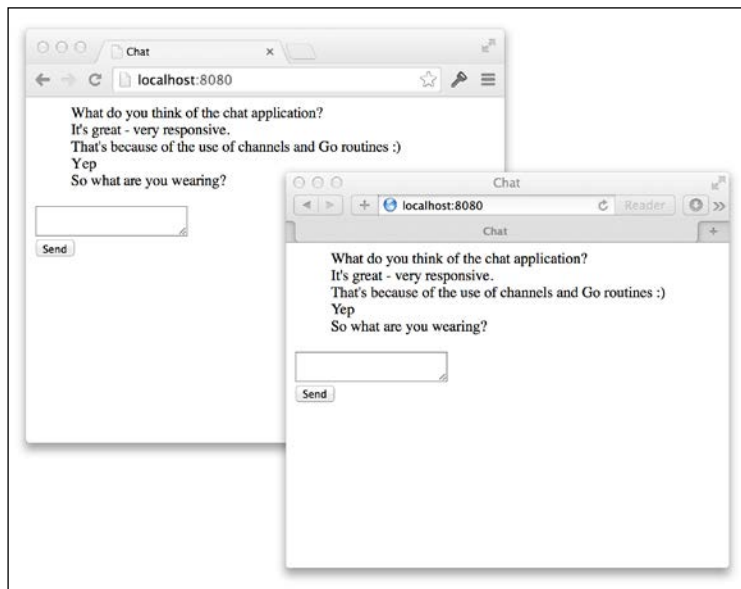 Chat
localhost:8080
What do you think of the chat application?
It's great - very responsive.
That's because of the use of channels and Go routines :)
Yep
So what are you wearing?
Send
Chat
localhost:8080
Reader
Chat
What do you think of the chat application?
It's great - very responsive.
That's because of the use of channels and Go routines :)
Yep
So what are you wearing?
Send